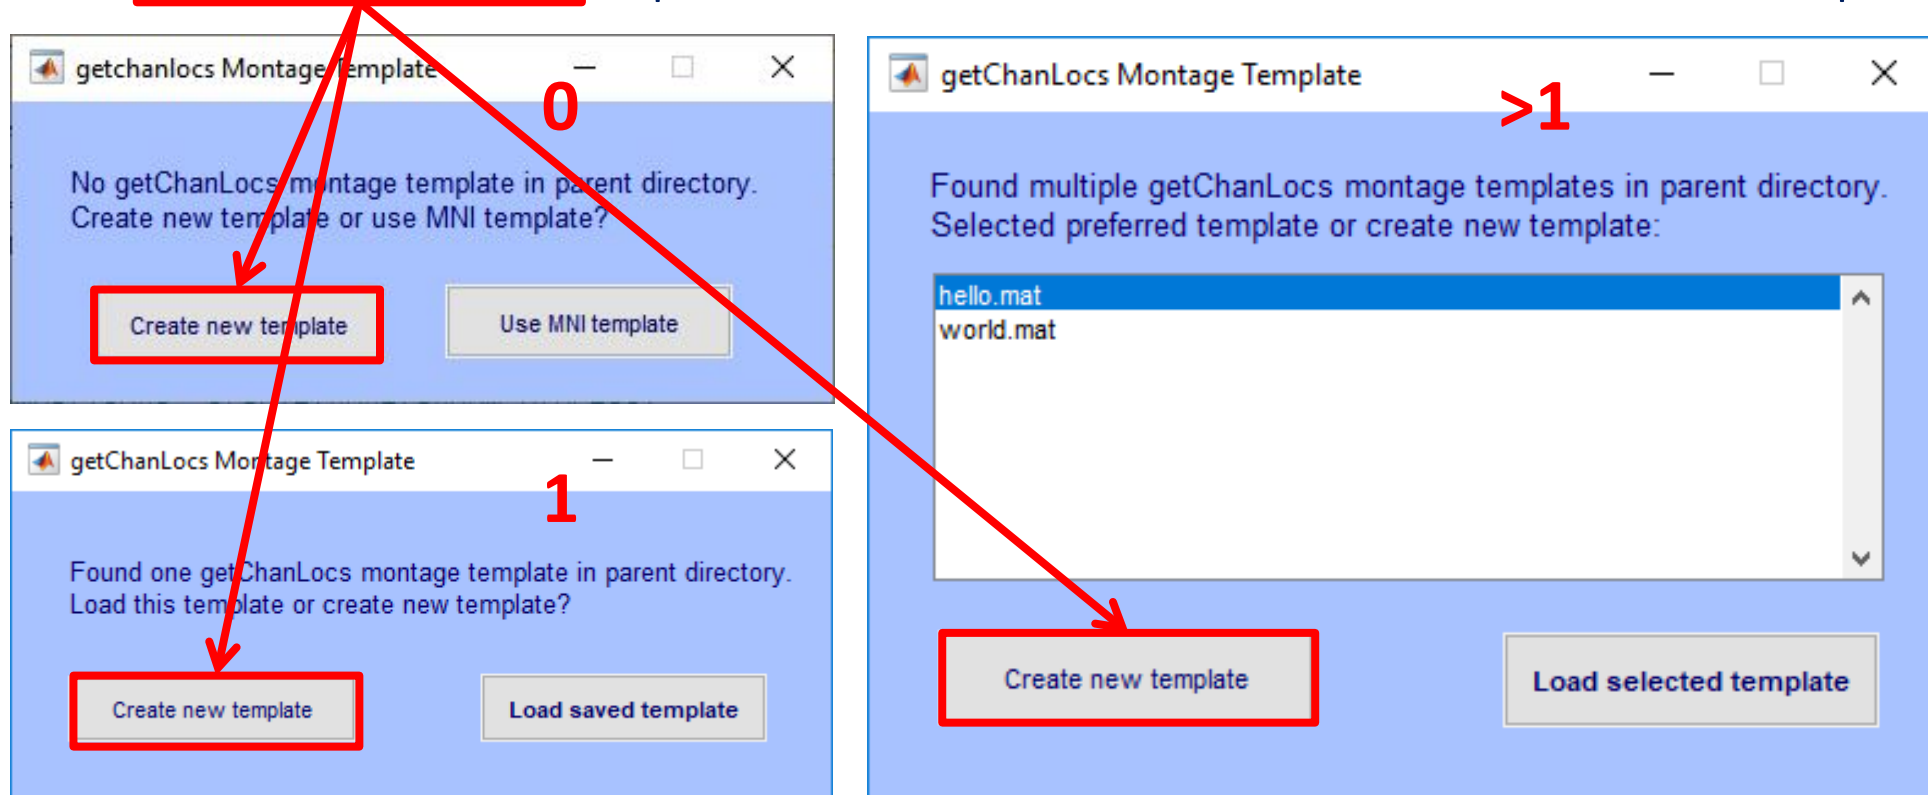 getchanlocs Montage Template
0
No getChanLocs montage template in parent directory.
Create new template or use MNI template?
Create new template
Use MNI template
getChanLocs Montage Template
1
Found one getChanLocs montage template in parent directory.
Load this template or create new template?
Create new template
Load saved template
getChanLocs Montage Template
>1
Found multiple getChanLocs montage templates in parent directory.
Selected preferred template or create new template:
hello.mat
world.mat
Create new template
Load selected template